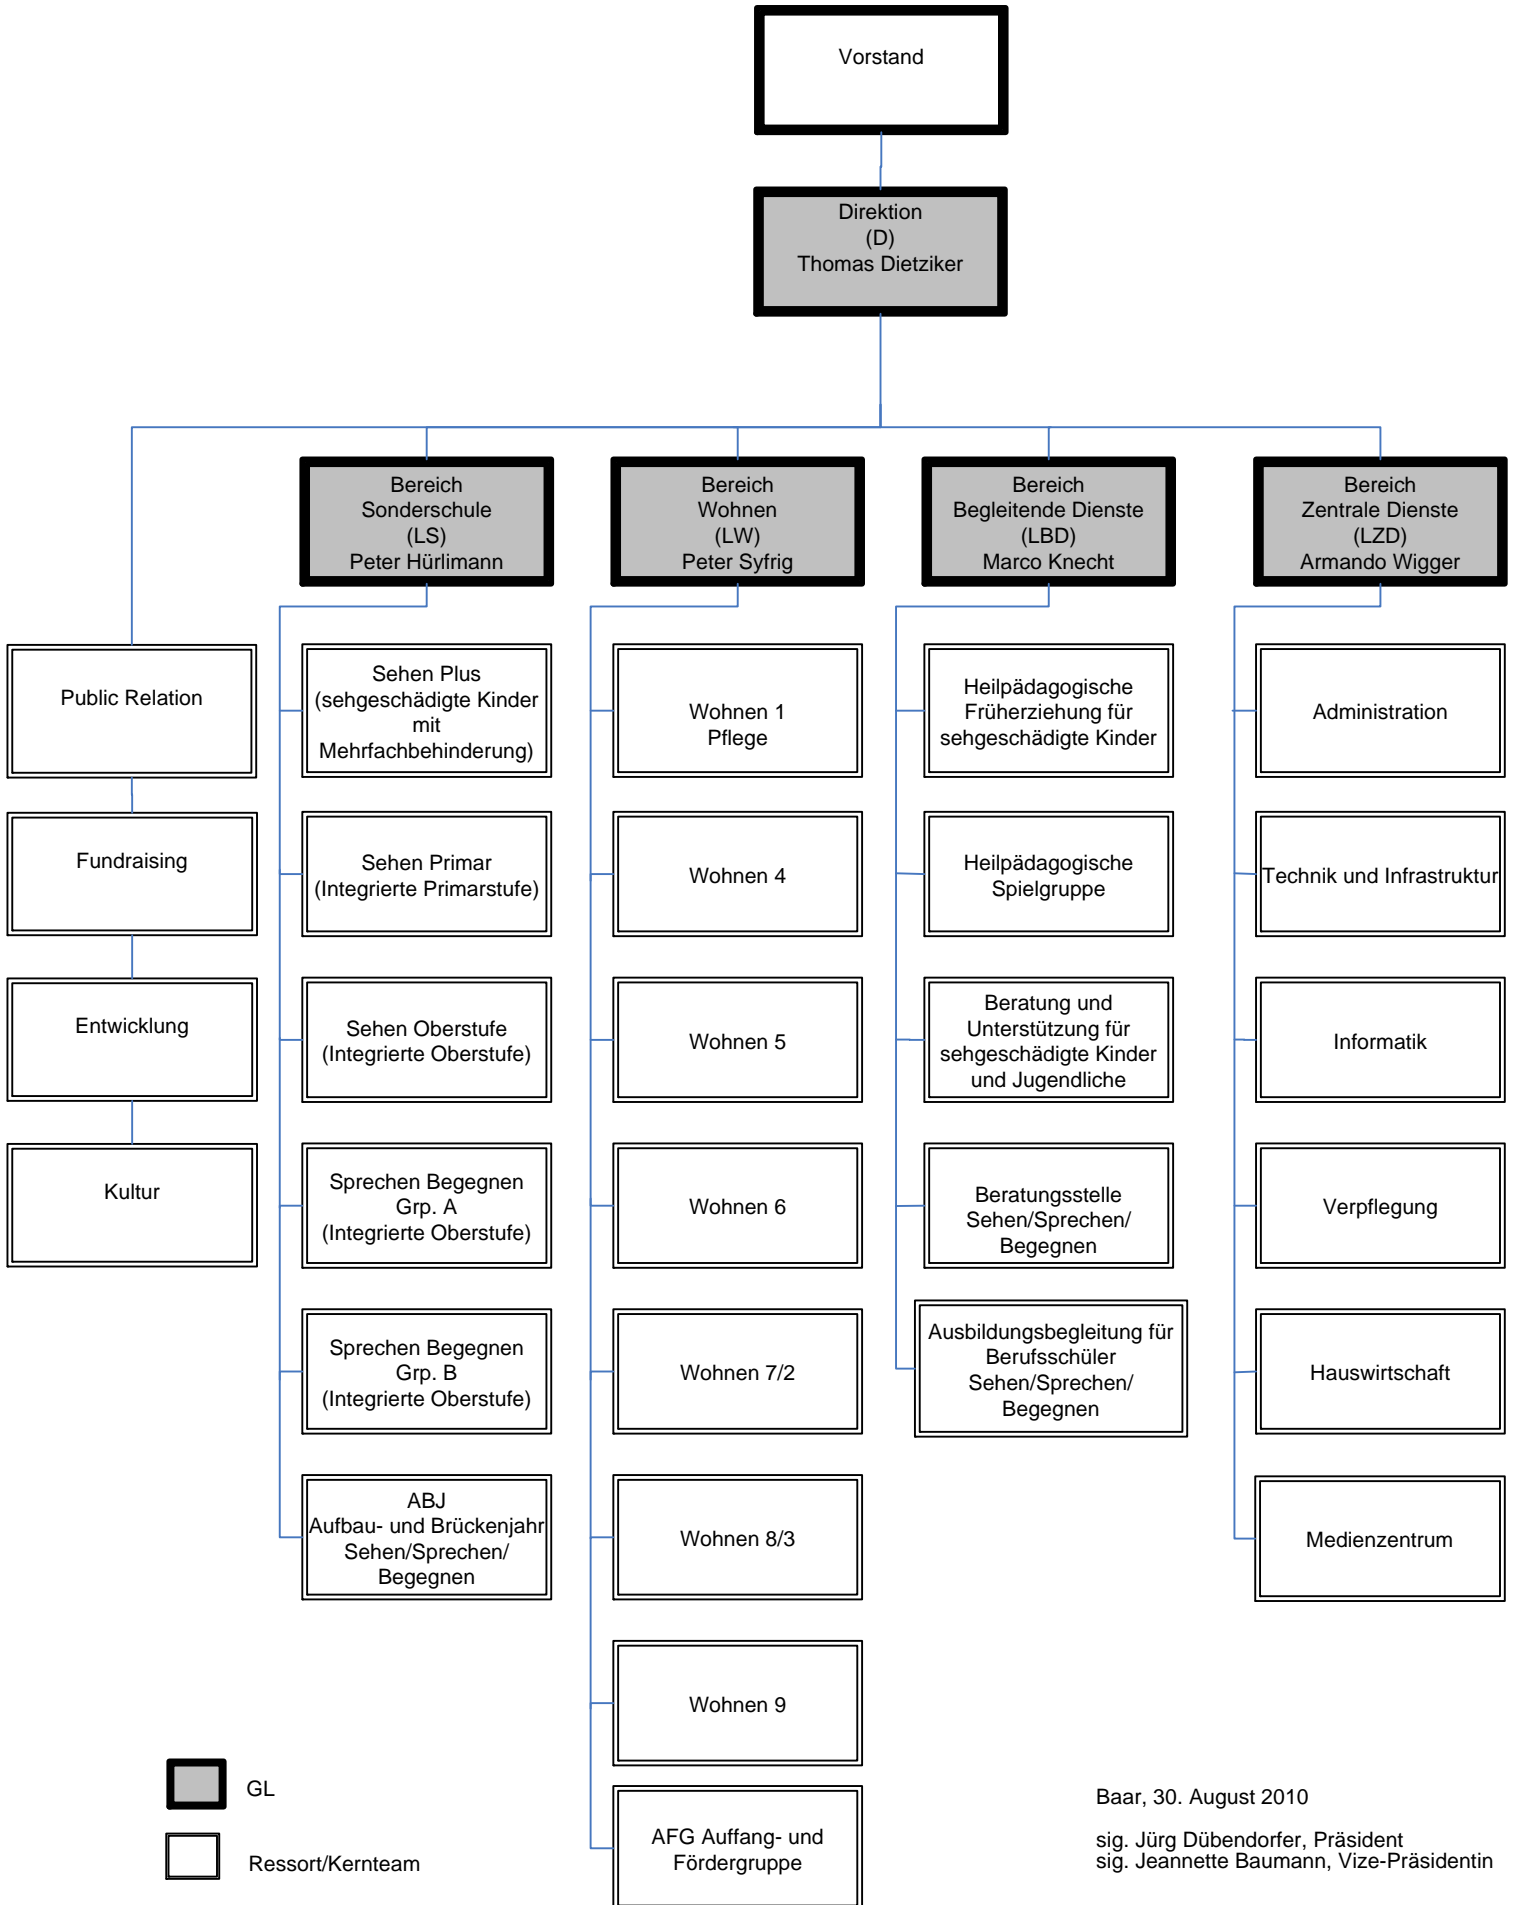 Vorstand
Direktion
(D)
Thomas Dietziker
Bereich
Sonderschule
(LS)
Peter Hürlimann
Bereich
Wohnen
(LW)
Peter Syfrig
Bereich
Begleitende Dienste
(LBD)
Marco Knecht
Bereich
Zentrale Dienste
(LZD)
Armando Wigger
Public Relation
Fundraising
Entwicklung
Kultur
Sehen Plus
(sehgeschädigte Kinder
mit
Mehrfachbehinderung)
Sehen Primar
(Integrierte Primarstufe)
Sehen Oberstufe
(Integrierte Oberstufe)
Sprechen Begegnen
Grp. A
(Integrierte Oberstufe)
Sprechen Begegnen
Grp. B
(Integrierte Oberstufe)
ABJ
Aufbau- und Brückenjahr
Sehen/Sprechen/
Begegnen
Wohnen 1
Pflege
Wohnen 4
Wohnen 5
Wohnen 6
Wohnen 7/2
Wohnen 8/3
Wohnen 9
AFG Auffang- und
Fördergruppe
Heilpädagogische
Früherziehung für
sehgeschädigte Kinder
Heilpädagogische
Spielgruppe
Beratung und
Unterstützung für
sehgeschädigte Kinder
und Jugendliche
Beratungsstelle
Sehen/Sprechen/
Begegnen
Ausbildungsbegleitung für
Berufsschüler
Sehen/Sprechen/
Begegnen
Administration
Technik und Infrastruktur
Informatik
Verpflegung
Hauswirtschaft
Medienzentrum
GL
Ressort/Kernteam
Baar, 30. August 2010
sig. Jürg Dübendorfer, Präsident
sig. Jeannette Baumann, Vize-Präsidentin